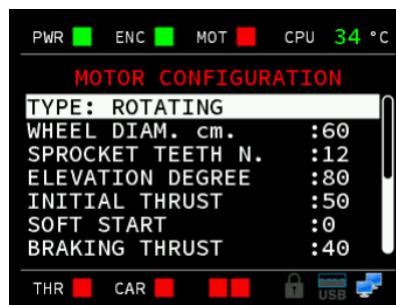 PWR ENC MOT CPU 34 °C
MOTOR CONFIGURATION
TYPE: ROTATING
WHEEL DIAM. cm. :60
SPROCKET TEETH N. :12
ELEVATION DEGREE :80
INITIAL THRUST :50
SOFT START :0
BRAKING THRUST :40
THR CAR USB